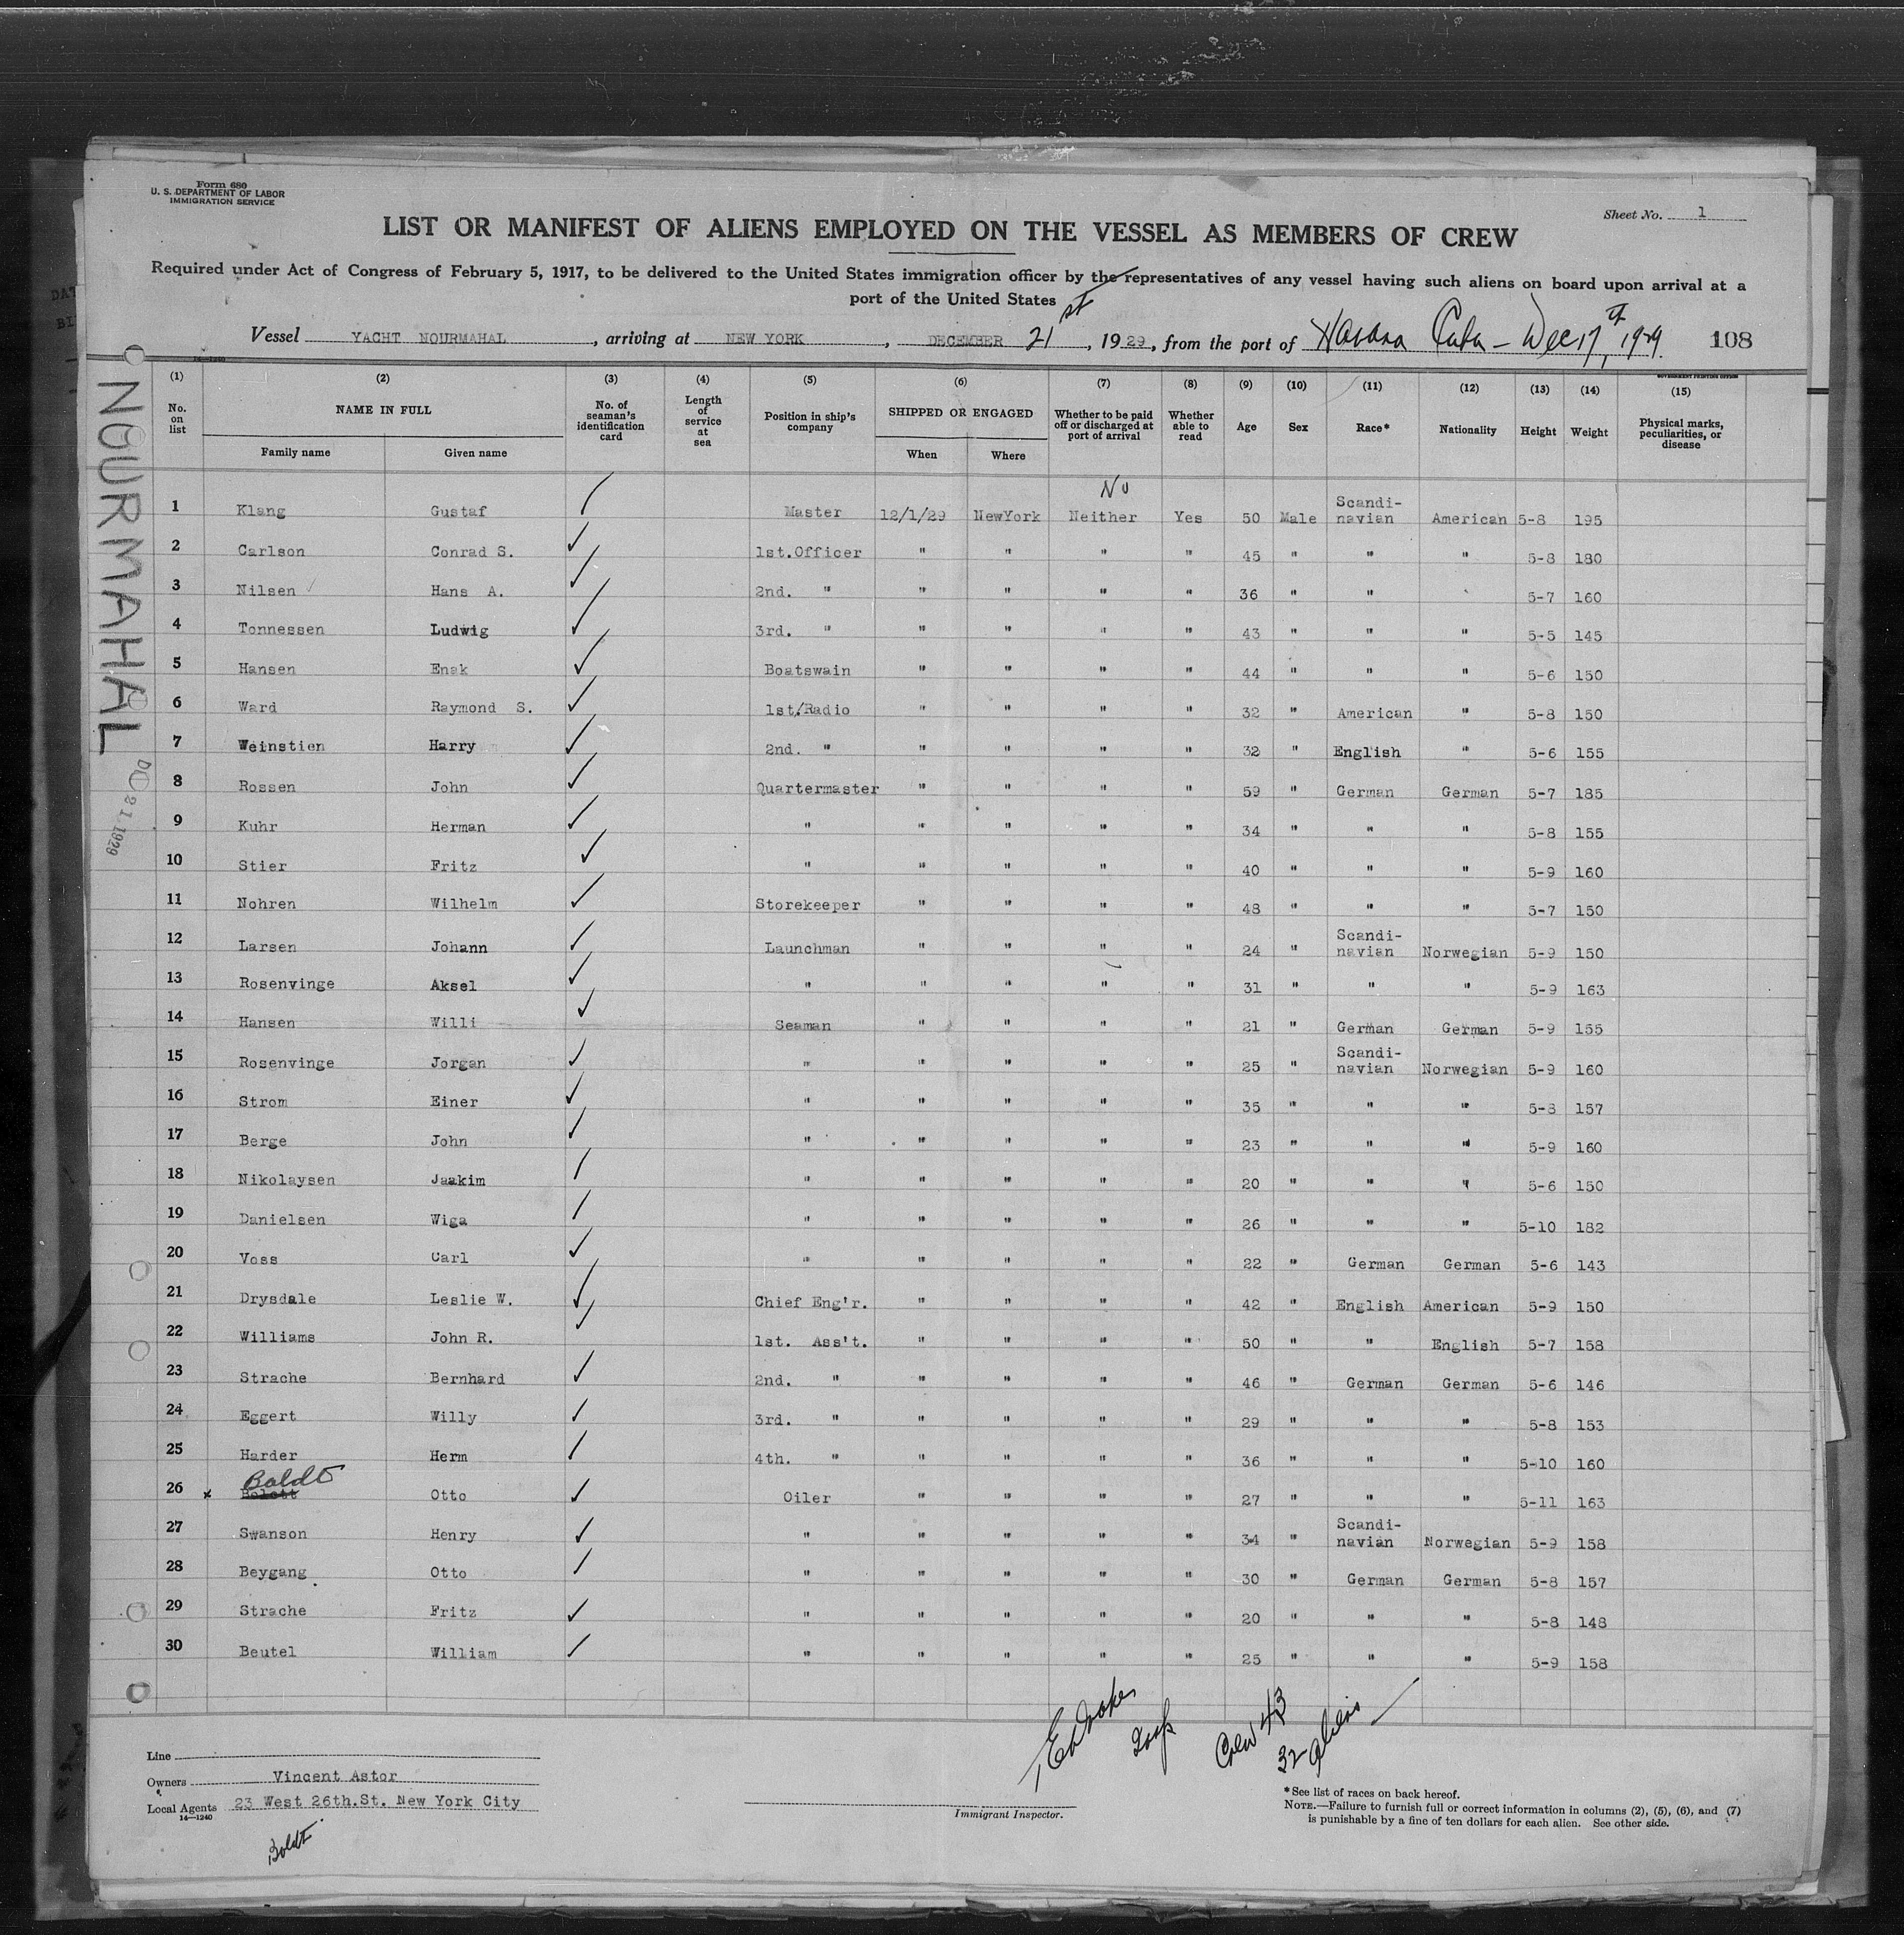 Form 680
U. S. DEPARTMENT OF LABOR
IMMIGRATION SERVICE
Sheet No. 1
LIST OR MANIFEST OF ALIENS EMPLOYED ON THE VESSEL AS MEMBERS OF CREW
Required under Act of Congress of February 5, 1917, to be delivered to the United States immigration officer by the representatives of any vessel having such aliens on board upon arrival at a
port of the United States
Vessel YACHT NOURMAHAL, arriving at NEW YORK, DECEMBER 21st, 1929, from the port of Havana Cuba - Dec 17th, 1929. 108
NOURMAHAL
DEC 21 1929
(1) (2) (3) (4) (5) (6) (7) (8) (9) (10) (11) (12) (13) (14) (15)
No. on list NAME IN FULL Family name Given name No. of seaman's identification card Length of service at sea Position in ship's company SHIPPED OR ENGAGED When Where Whether to be paid off or discharged at port of arrival Whether able to read Age Sex Race* Nationality Height Weight Physical marks, peculiarities, or disease
GOVERNMENT PRINTING OFFICE
No
1 Klang Gustaf Master 12/1/29 NewYork Neither Yes 50 Male Scandi-navian American 5-8 195
2 Carlson Conrad S. 1st.Officer " " " " 45 " " " 5-8 180
3 Nilsen Hans A. 2nd. " " " " " 36 " " " 5-7 160
4 Tonnessen Ludwig 3rd. " " " " " 43 " " " 5-5 145
5 Hansen Enak Boatswain " " " " 44 " " " 5-6 150
6 Ward Raymond S. 1st/Radio " " " " 32 " American " 5-8 150
7 Weinstien Harry 2nd. " " " " " 32 " English " 5-6 155
8 Rossen John Quartermaster " " " " 59 " German German 5-7 185
9 Kuhr Herman " " " " " 34 " " " 5-8 155
10 Stier Fritz " " " " " 40 " " " 5-9 160
11 Nohren Wilhelm Storekeeper " " " " 48 " " " 5-7 150
12 Larsen Johann Launchman " " " " 24 " Scandi-navian Norwegian 5-9 150
13 Rosenvinge Aksel " " " " " 31 " " " 5-9 163
14 Hansen Willi Seaman " " " " 21 " German German 5-9 155
15 Rosenvinge Jorgan " " " " " 25 " Scandi-navian Norwegian 5-9 160
16 Strom Einer " " " " " 35 " " " 5-8 157
17 Berge John " " " " " 23 " " " 5-9 160
18 Nikolaysen Jaakim " " " " " 20 " " " 5-6 150
19 Danielsen Wiga " " " " " 26 " " " 5-10 182
20 Voss Carl " " " " " 22 " German German 5-6 143
21 Drysdale Leslie W. Chief Eng'r. " " " " 42 " English American 5-9 150
22 Williams John R. 1st. Ass't. " " " " 50 " " English 5-7 158
23 Strache Bernhard 2nd. " " " " " 46 " German German 5-6 146
24 Eggert Willy 3rd. " " " " " 29 " " " 5-8 153
25 Harder Herm 4th. " " " " " 36 " " " 5-10 160
26 x Boldt Otto Oiler " " " " 27 " " " 5-11 163
27 Swanson Henry " " " " " 34 " Scandi-navian Norwegian 5-9 158
28 Beygang Otto " " " " " 30 " German German 5-8 157
29 Strache Fritz " " " " " 20 " " " 5-8 148
30 Beutel William " " " " " 25 " " " 5-9 158
Crew 43
32 aliens
Line
Owners Vincent Astor
Local Agents 23 West 26th.St. New York City
14—1240
Immigrant Inspector.
*See list of races on back hereof.
NOTE.—Failure to furnish full or correct information in columns (2), (5), (6), and (7)
is punishable by a fine of ten dollars for each alien. See other side.
Boldt